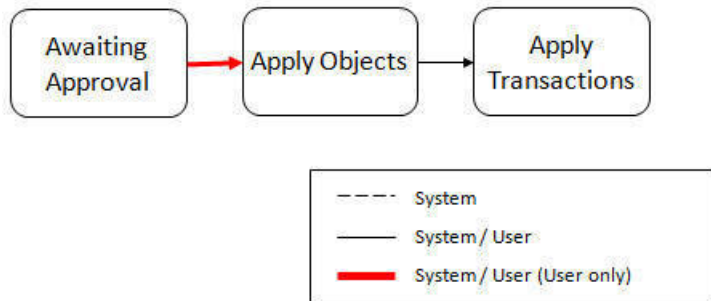 Awaiting
Approval
Apply Objects
Apply
Transactions
System
System / User
System / User (User only)